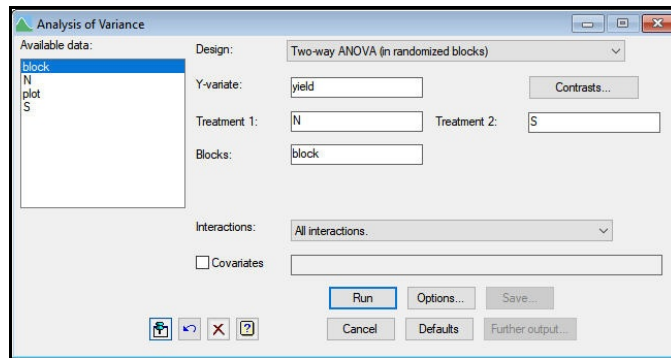 Analysis of Variance
Available data:
block
N
plot
S
Design: Two-way ANOVA (in randomized blocks)
Y-variate: yield Contrasts...
Treatment 1: N Treatment 2: S
Blocks: block
Interactions: All interactions.
Covariates
Run Options... Save...
Cancel Defaults Further output...